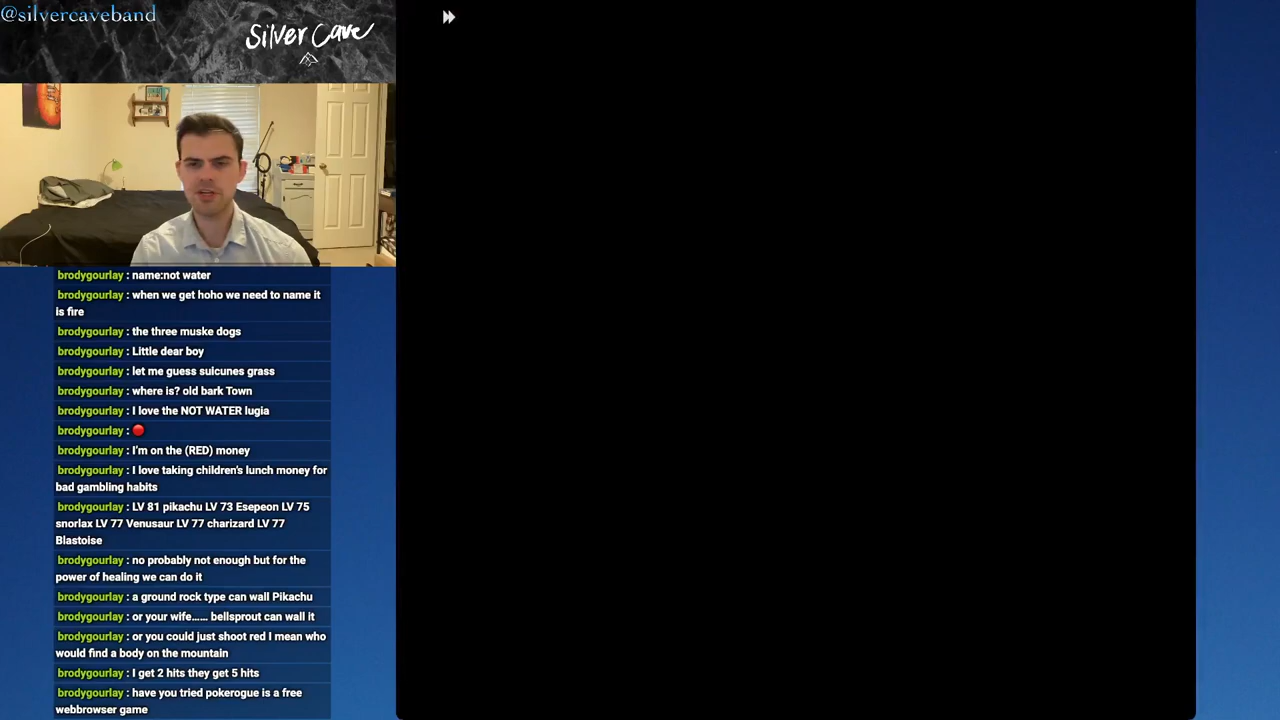 @silvercaveband
Silver Cave
brodygourlay : name:not water
brodygourlay : when we get hoho we need to name it
is fire
brodygourlay : the three muske dogs
brodygourlay : Little dear boy
brodygourlay : let me guess suicunes grass
brodygourlay : where is? old bark Town
brodygourlay : I love the NOT WATER lugia
brodygourlay : 🔴
brodygourlay : I'm on the (RED) money
brodygourlay : I love taking children's lunch money for
bad gambling habits
brodygourlay : LV 81 pikachu LV 73 Esepeon LV 75
snorlax LV 77 Venusaur LV 77 charizard LV 77
Blastoise
brodygourlay : no probably not enough but for the
power of healing we can do it
brodygourlay : a ground rock type can wall Pikachu
brodygourlay : or your wife...... bellsprout can wall it
brodygourlay : or you could just shoot red I mean who
would find a body on the mountain
brodygourlay : I get 2 hits they get 5 hits
brodygourlay : have you tried pokerogue is a free
webbrowser game